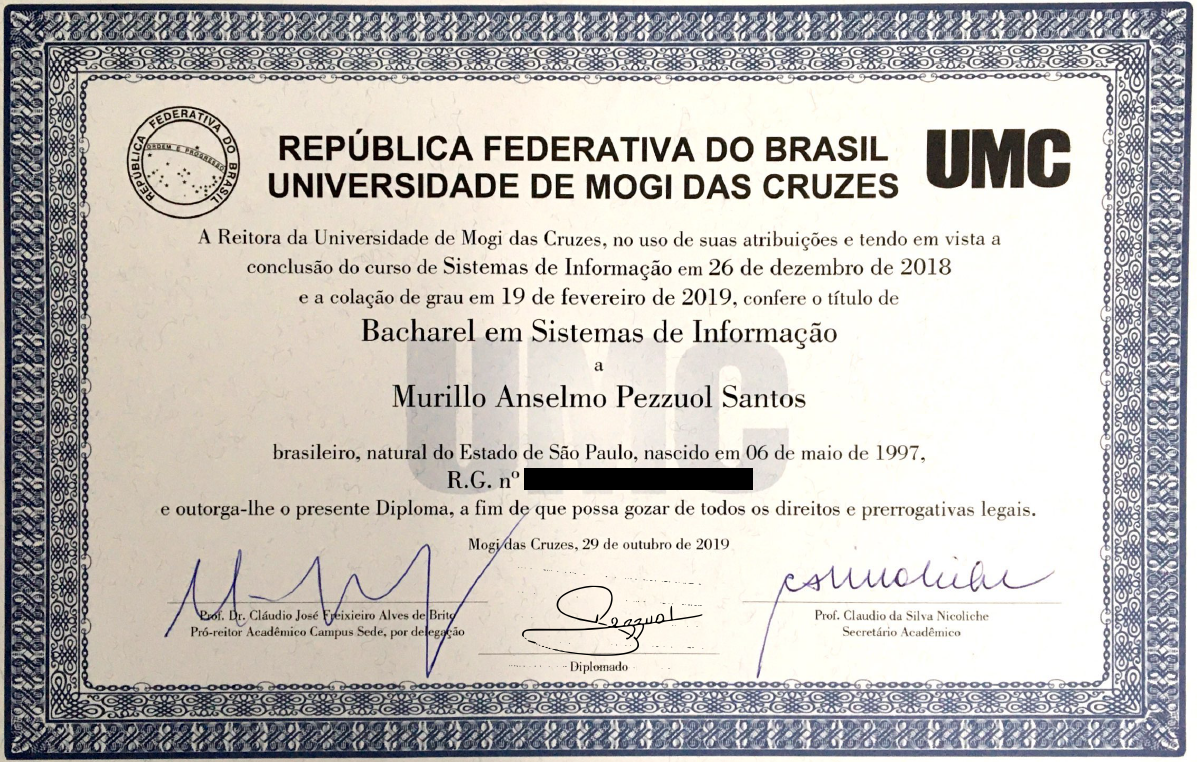 REPÚBLICA FEDERATIVA DO BRASIL
ORDEM E PROGRESSO
REPÚBLICA FEDERATIVA DO BRASIL
UNIVERSIDADE DE MOGI DAS CRUZES
UMC
A Reitora da Universidade de Mogi das Cruzes, no uso de suas atribuições e tendo em vista a
conclusão do curso de Sistemas de Informação em 26 de dezembro de 2018
e a colação de grau em 19 de fevereiro de 2019, confere o título de
Bacharel em Sistemas de Informação
a
Murillo Anselmo Pezzuol Santos
UMC
brasileiro, natural do Estado de São Paulo, nascido em 06 de maio de 1997,
R.G. nº
e outorga-lhe o presente Diploma, a fim de que possa gozar de todos os direitos e prerrogativas legais.
Mogi das Cruzes, 29 de outubro de 2019
Prof. Dr. Cláudio José Freixieiro Alves de Brito
Pró-reitor Acadêmico Campus Sede, por delegação
Pezzuol
Diplomado
Prof. Claudio da Silva Nicoliche
Secretário Acadêmico